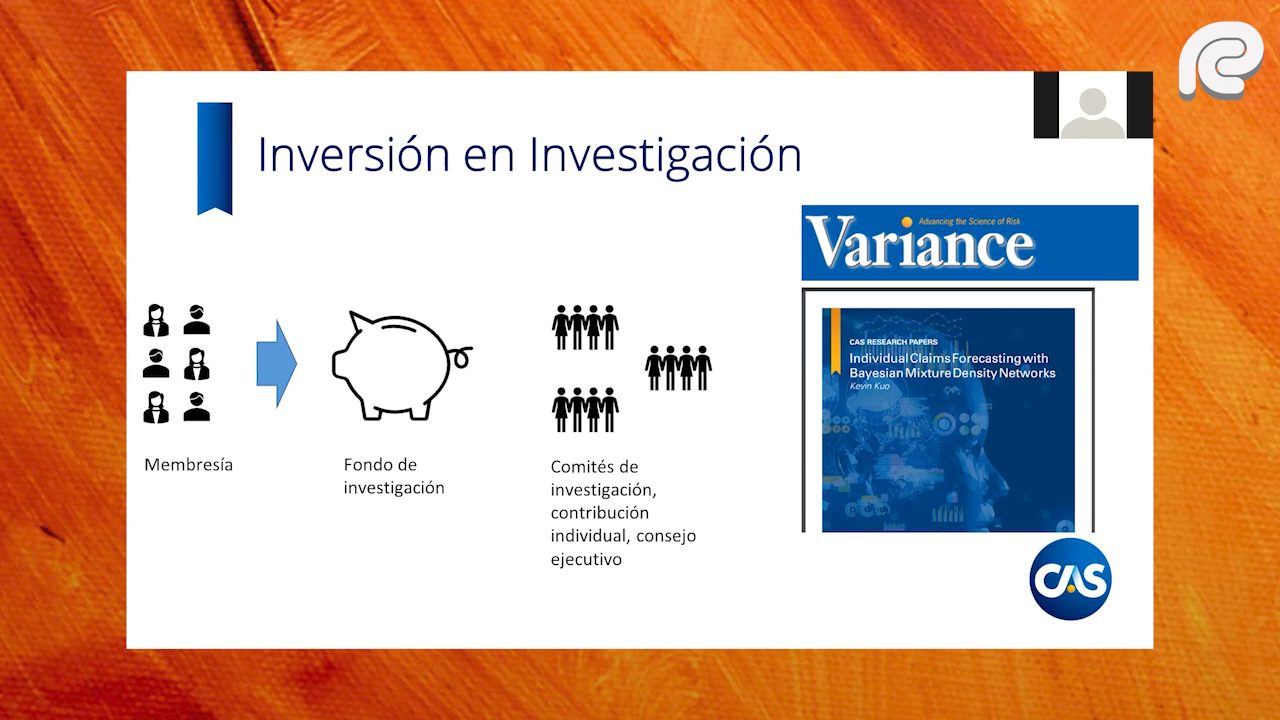 Inversión en Investigación
Advancing the Science of Risk
Variance
CAS RESEARCH PAPERS
Individual Claims Forecasting with
Bayesian Mixture Density Networks
Kevin Kuo
Membresía
Fondo de
investigación
Comités de
investigación,
contribución
individual, consejo
ejecutivo
CAS